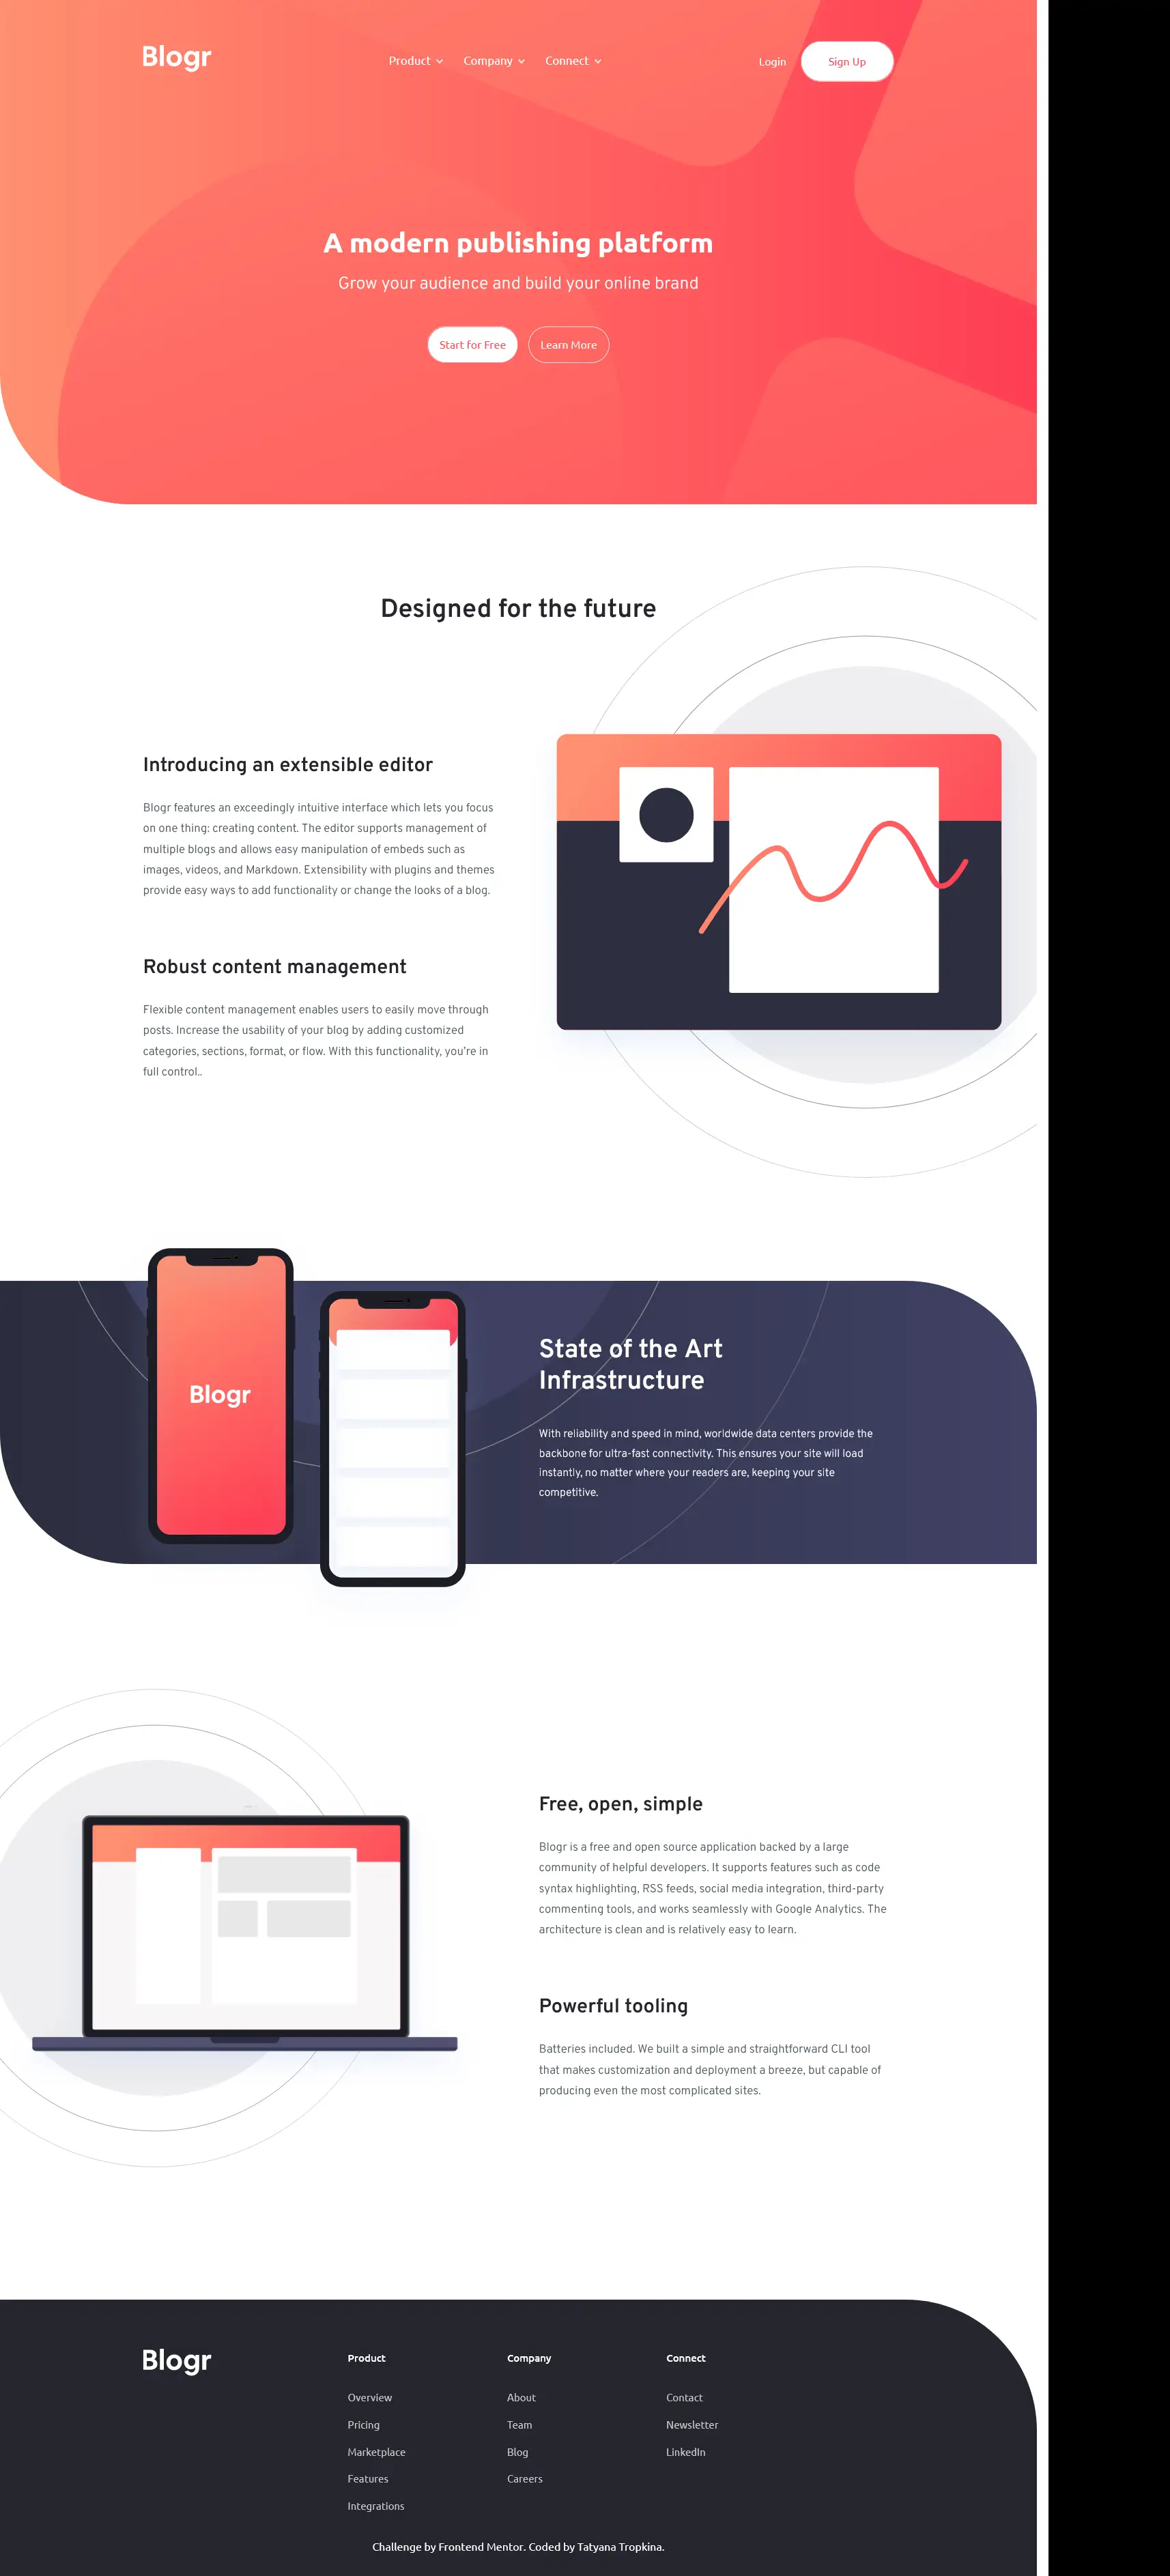 Blogr
Product
Company
Connect
Login
Sign Up
A modern publishing platform
Grow your audience and build your online brand
Start for Free
Learn More
Designed for the future
Introducing an extensible editor
Blogr features an exceedingly intuitive interface which lets you focus
on one thing: creating content. The editor supports management of
multiple blogs and allows easy manipulation of embeds such as
images, videos, and Markdown. Extensibility with plugins and themes
provide easy ways to add functionality or change the looks of a blog.
Robust content management
Flexible content management enables users to easily move through
posts. Increase the usability of your blog by adding customized
categories, sections, format, or flow. With this functionality, you're in
full control..
Blogr
State of the Art
Infrastructure
With reliability and speed in mind, worldwide data centers provide the
backbone for ultra-fast connectivity. This ensures your site will load
instantly, no matter where your readers are, keeping your site
competitive.
Free, open, simple
Blogr is a free and open source application backed by a large
community of helpful developers. It supports features such as code
syntax highlighting, RSS feeds, social media integration, third-party
commenting tools, and works seamlessly with Google Analytics. The
architecture is clean and is relatively easy to learn.
Powerful tooling
Batteries included. We built a simple and straightforward CLI tool
that makes customization and deployment a breeze, but capable of
producing even the most complicated sites.
Blogr
Product
Overview
Pricing
Marketplace
Features
Integrations
Company
About
Team
Blog
Careers
Connect
Contact
Newsletter
LinkedIn
Challenge by Frontend Mentor. Coded by Tatyana Tropkina.